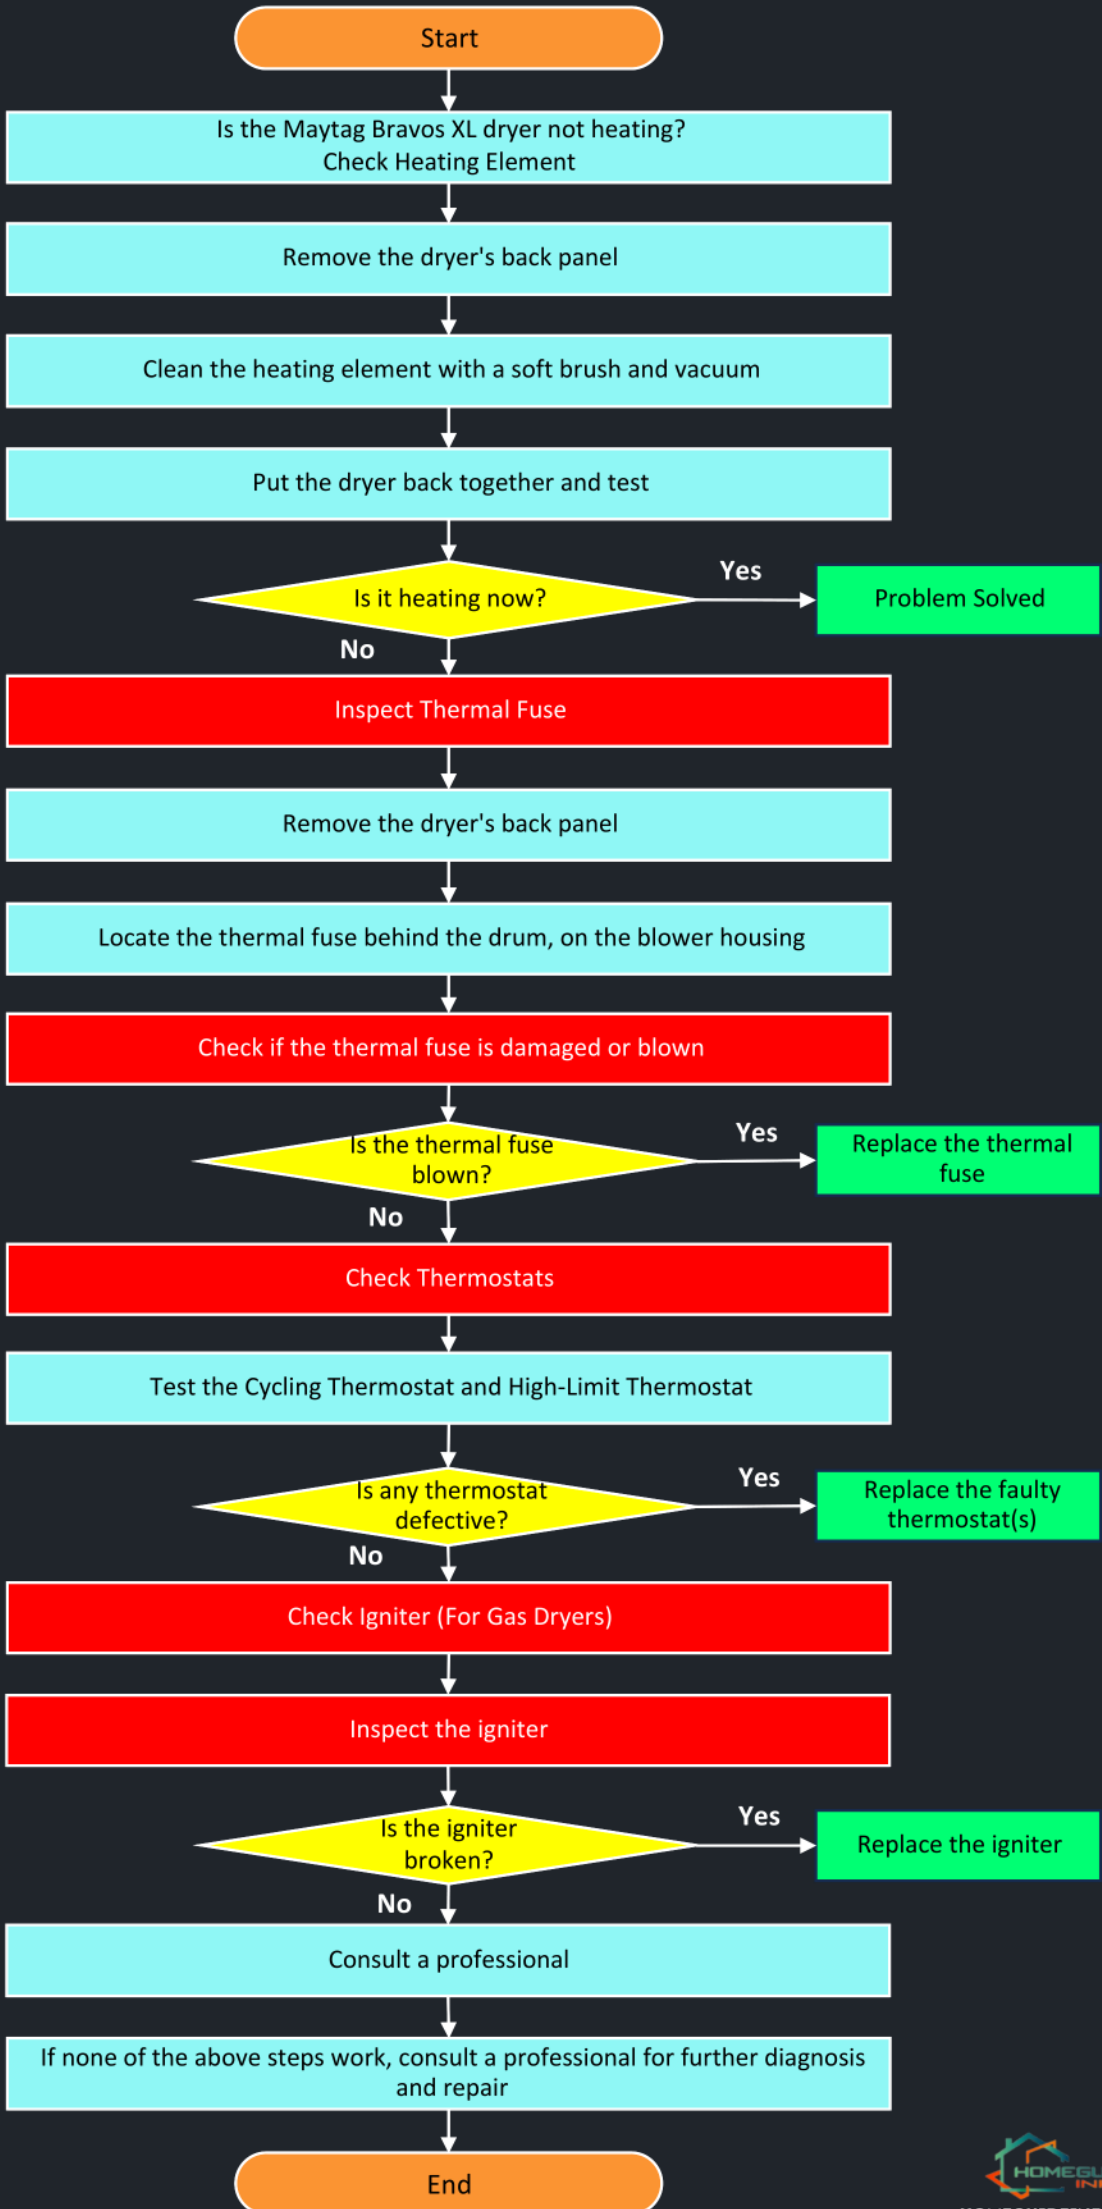 Start
Is the Maytag Bravos XL dryer not heating?
Check Heating Element
Remove the dryer's back panel
Clean the heating element with a soft brush and vacuum
Put the dryer back together and test
Is it heating now?
Yes
Problem Solved
No
Inspect Thermal Fuse
Remove the dryer's back panel
Locate the thermal fuse behind the drum, on the blower housing
Check if the thermal fuse is damaged or blown
Is the thermal fuse
blown?
Yes
Replace the thermal
fuse
No
Check Thermostats
Test the Cycling Thermostat and High-Limit Thermostat
Is any thermostat
defective?
Yes
Replace the faulty
thermostat(s)
No
Check Igniter (For Gas Dryers)
Inspect the igniter
Is the igniter
broken?
Yes
Replace the igniter
No
Consult a professional
If none of the above steps work, consult a professional for further diagnosis
and repair
End